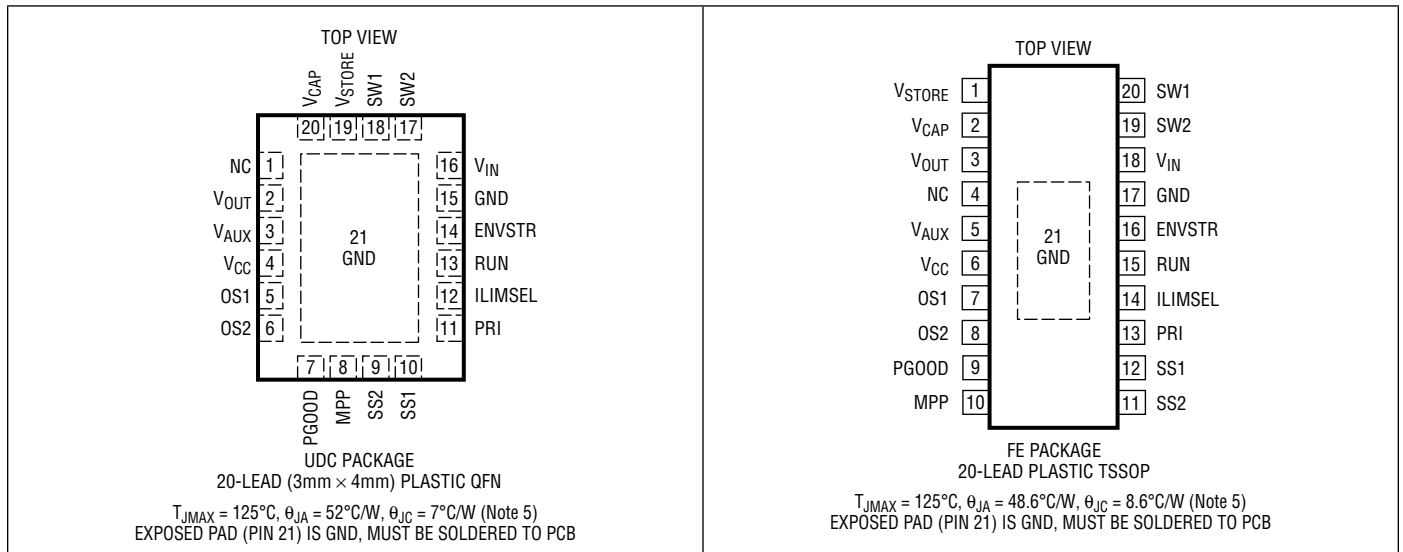 TOP VIEW
VCAP
VSTORE
SW1
SW2
20 19 18 17
NC 1
VOUT 2
VAUX 3
VCC 4
OS1 5
OS2 6
21
GND
16 VIN
15 GND
14 ENVSTR
13 RUN
12 ILIMSEL
11 PRI
7 8 9 10
PGOOD
MPP
SS2
SS1
UDC PACKAGE
20-LEAD (3mm × 4mm) PLASTIC QFN
TJMAX = 125°C, θJA = 52°C/W, θJC = 7°C/W (Note 5)
EXPOSED PAD (PIN 21) IS GND, MUST BE SOLDERED TO PCB
TOP VIEW
VSTORE 1
VCAP 2
VOUT 3
NC 4
VAUX 5
VCC 6
OS1 7
OS2 8
PGOOD 9
MPP 10
21
GND
20 SW1
19 SW2
18 VIN
17 GND
16 ENVSTR
15 RUN
14 ILIMSEL
13 PRI
12 SS1
11 SS2
FE PACKAGE
20-LEAD PLASTIC TSSOP
TJMAX = 125°C, θJA = 48.6°C/W, θJC = 8.6°C/W (Note 5)
EXPOSED PAD (PIN 21) IS GND, MUST BE SOLDERED TO PCB